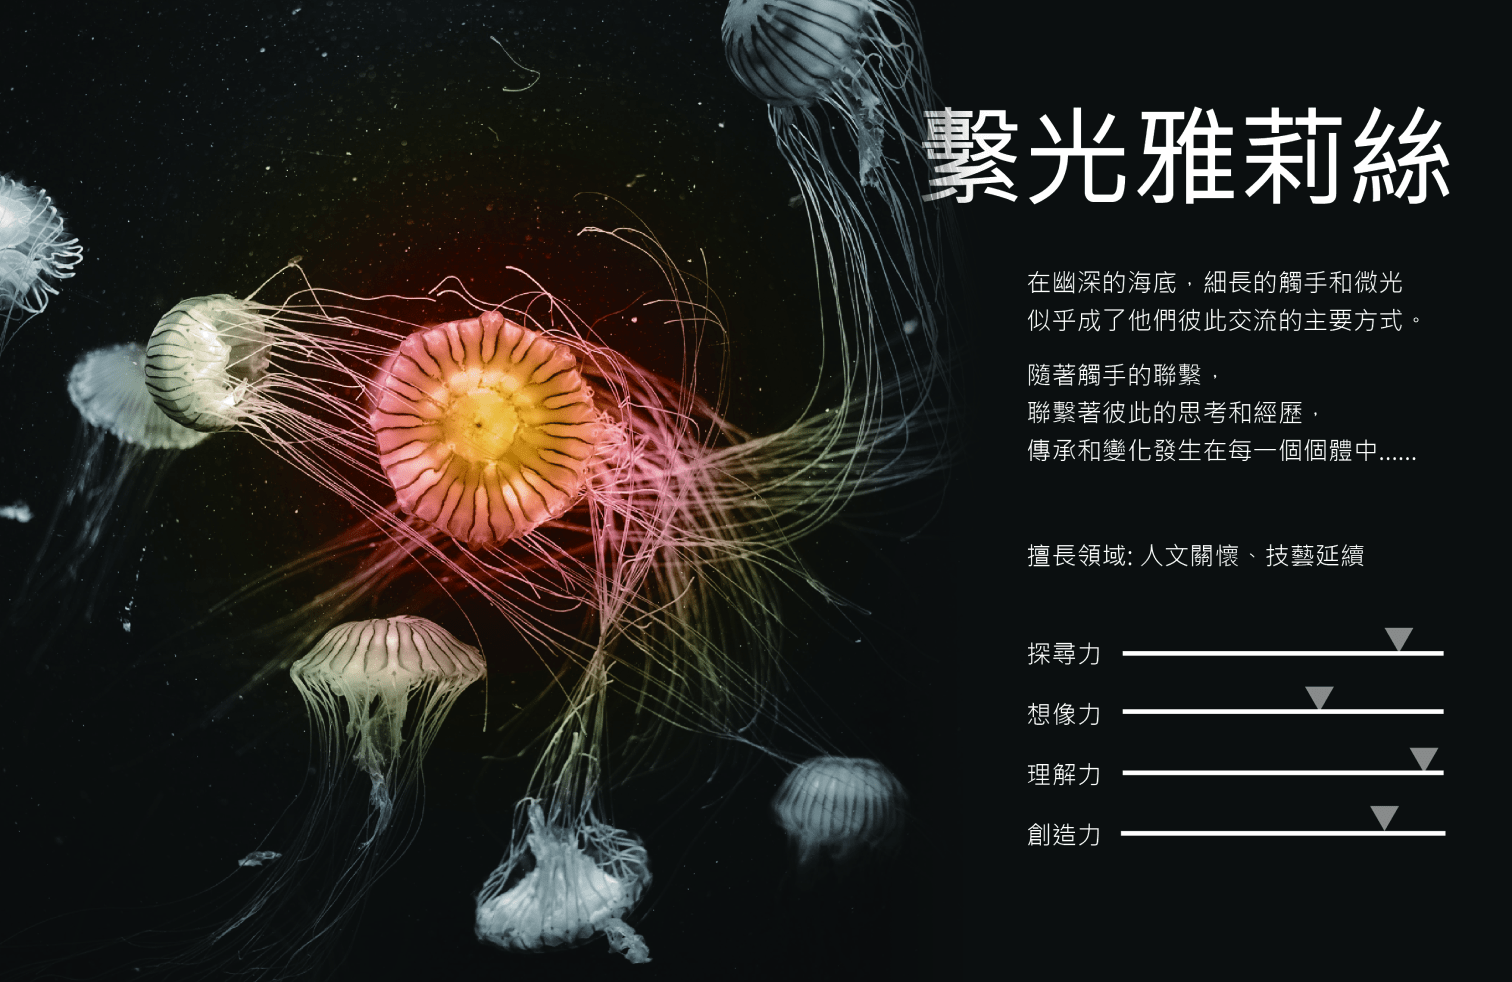 繫光雅莉絲
在幽深的海底，細長的觸手和微光
似乎成了他們彼此交流的主要方式。
隨著觸手的聯繫，
聯繫著彼此的思考和經歷，
傳承和變化發生在每一個個體中......
擅長領域: 人文關懷、技藝延續
探尋力
想像力
理解力
創造力